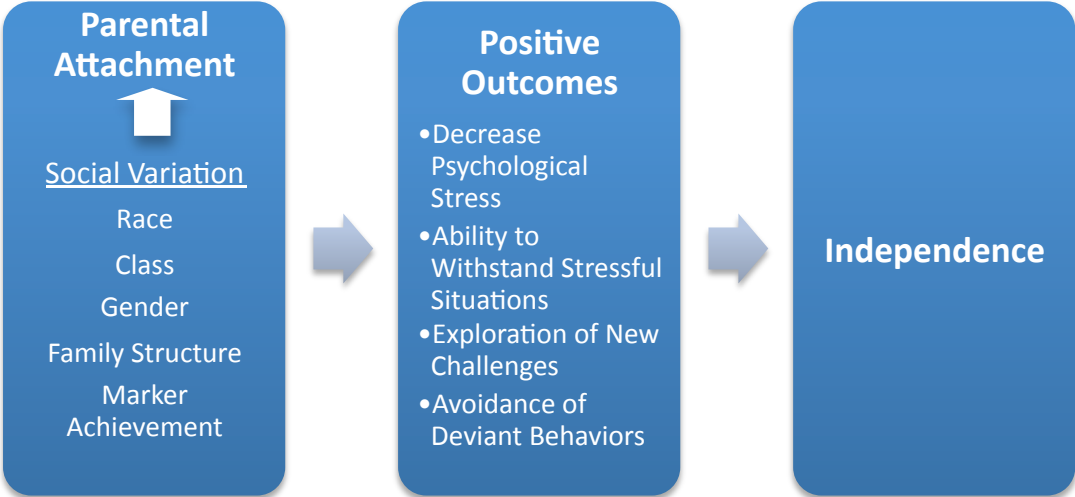 Parental
Attachment
Social Variation
Race
Class
Gender
Family Structure
Marker
Achievement
Positive
Outcomes
•Decrease
Psychological
Stress
•Ability to
Withstand Stressful
Situations
•Exploration of New
Challenges
•Avoidance of
Deviant Behaviors
Independence